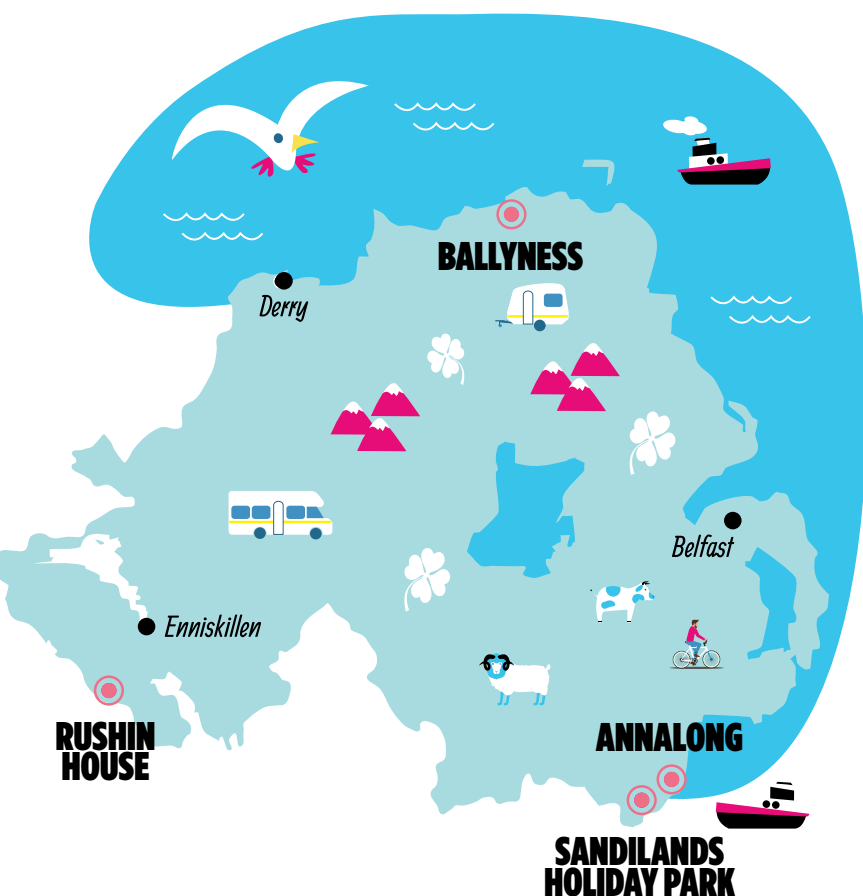 BALLYNESS
Derry
Belfast
Enniskillen
RUSHIN
HOUSE
ANNALONG
SANDILANDS
HOLIDAY PARK